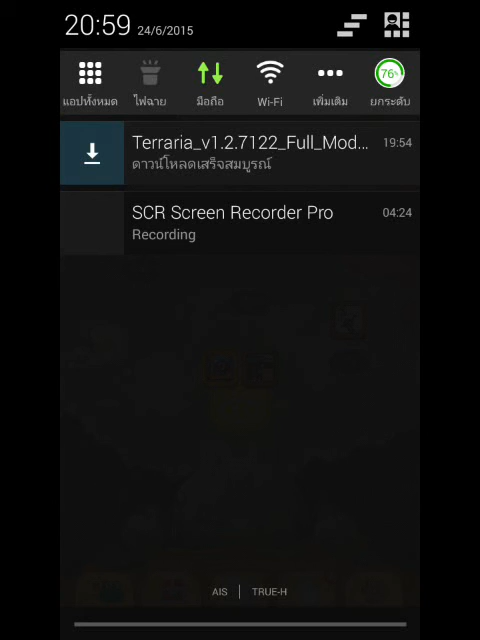 20:59 24/6/2015
แอปทั้งหมด ไฟฉาย มือถือ Wi-Fi เพิ่มเติม 76% ยกระดับ
Terraria_v1.2.7122_Full_Mod... 19:54
ดาวน์โหลดเสร็จสมบูรณ์
SCR Screen Recorder Pro 04:24
Recording
AIS | TRUE-H